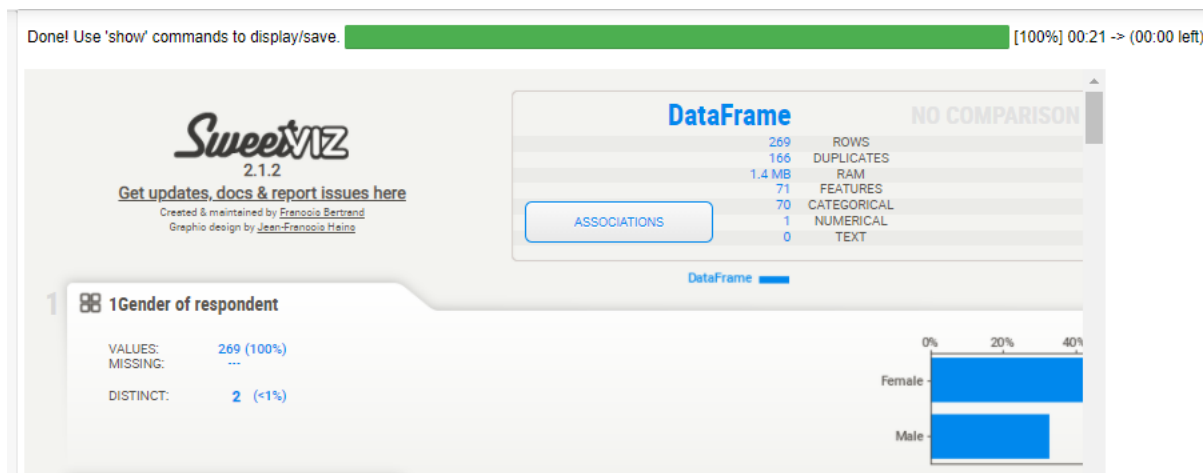 Done! Use 'show' commands to display/save.
[100%] 00:21 -> (00:00 left)
SweetVIZ
2.1.2
Get updates, docs & report issues here
Created & maintained by Francois Bertrand
Graphic design by Jean-Francois Hains
DataFrame
NO COMPARISON
269 ROWS
166 DUPLICATES
1.4 MB RAM
71 FEATURES
70 CATEGORICAL
1 NUMERICAL
0 TEXT
ASSOCIATIONS
DataFrame
1
1Gender of respondent
VALUES: 269 (100%)
MISSING: ---
DISTINCT: 2 (<1%)
0% 20% 40%
Female
Male